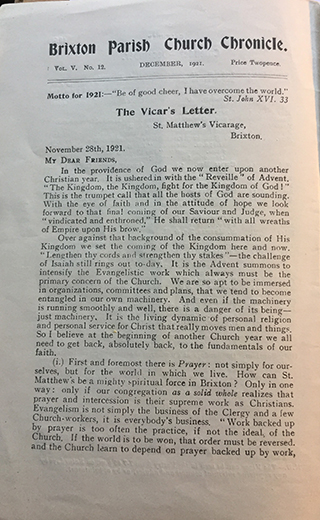 Brixton Parish Church Chronicle.
Vol. V. No. 12. DECEMBER, 1921. Price Twopence.
Motto for 1921:—"Be of good cheer, I have overcome the world."
St. John XVI. 33
The Vicar's Letter.
St. Matthew's Vicarage,
Brixton.
November 28th, 1921.
MY DEAR FRIENDS,
In the providence of God we now enter upon another
Christian year. It is ushered in with the "Reveille" of Advent.
"The Kingdom, the Kingdom, fight for the Kingdom of God!"
This is the trumpet call that all the hosts of God are sounding.
With the eye of faith and in the attitude of hope we look
forward to that final coming of our Saviour and Judge, when
"vindicated and enthroned," He shall return "with all wreaths
of Empire upon His brow."
Over against that background of the consummation of His
Kingdom we set the coming of the Kingdom here and now.
"Lengthen thy cords and strengthen thy stakes"—the challenge
of Isaiah still rings out to-day. It is the Advent summons to
intensify the Evangelistic work which always must be the
primary concern of the Church. We are so apt to be immersed
in organizations, committees and plans, that we tend to become
entangled in our own machinery. And even if the machinery
is running smoothly and well, there is a danger of its being—
just machinery. It is the living dynamic of personal religion
and personal service for Christ that really moves men and things.
So I believe at the beginning of another Church year we all
need to get back, absolutely back, to the fundamentals of our
faith.
(i.) First and foremost there is Prayer: not simply for our-
selves, but for the world in which we live. How can St.
Matthew's be a mighty spiritual force in Brixton? Only in one
way: only if our congregation as a solid whole realizes that
prayer and intercession is their supreme work as Christians.
Evangelism is not simply the business of the Clergy and a few
Church-workers, it is everybody's business. "Work backed up
by prayer is too often the practice, if not the ideal, of the
Church. If the world is to be won, that order must be reversed.
and the Church learn to depend on prayer backed up by work,